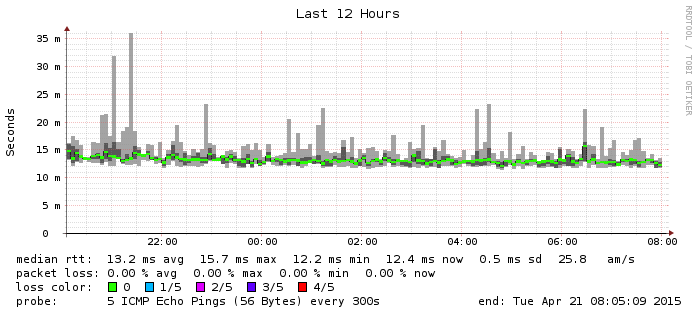 Last 12 Hours
RRDTOOL / TOBI OETIKER
Seconds
35 m
30 m
25 m
20 m
15 m
10 m
5 m
0
22:00 00:00 02:00 04:00 06:00 08:00
median rtt: 13.2 ms avg 15.7 ms max 12.2 ms min 12.4 ms now 0.5 ms sd 25.8 am/s
packet loss: 0.00 % avg 0.00 % max 0.00 % min 0.00 % now
loss color: 0 1/5 2/5 3/5 4/5
probe: 5 ICMP Echo Pings (56 Bytes) every 300s end: Tue Apr 21 08:05:09 2015